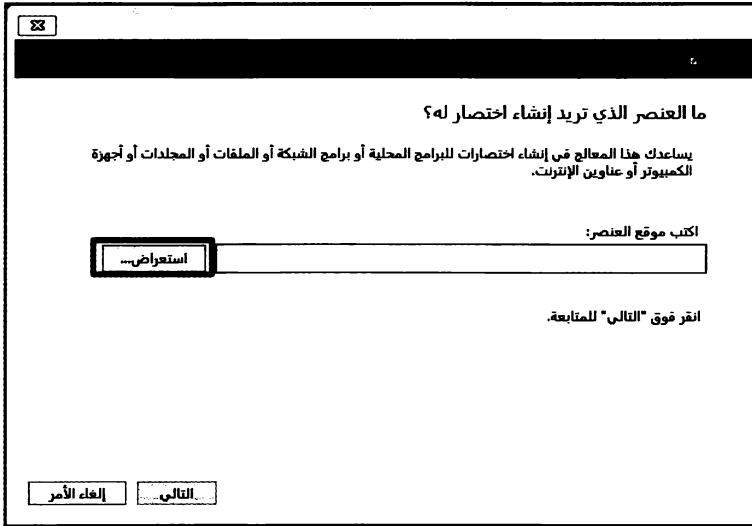 ما العنصر الذي تريد إنشاء اختصار له؟
يساعدك هذا المعالج في إنشاء اختصارات للبرامج المحلية أو برامج الشبكة أو الملفات أو المجلدات أو أجهزة
الكمبيوتر أو عناوين الإنترنت.
اكتب موقع العنصر:
استعراض...
انقر فوق "التالي" للمتابعة.
التالي
إلغاء الأمر